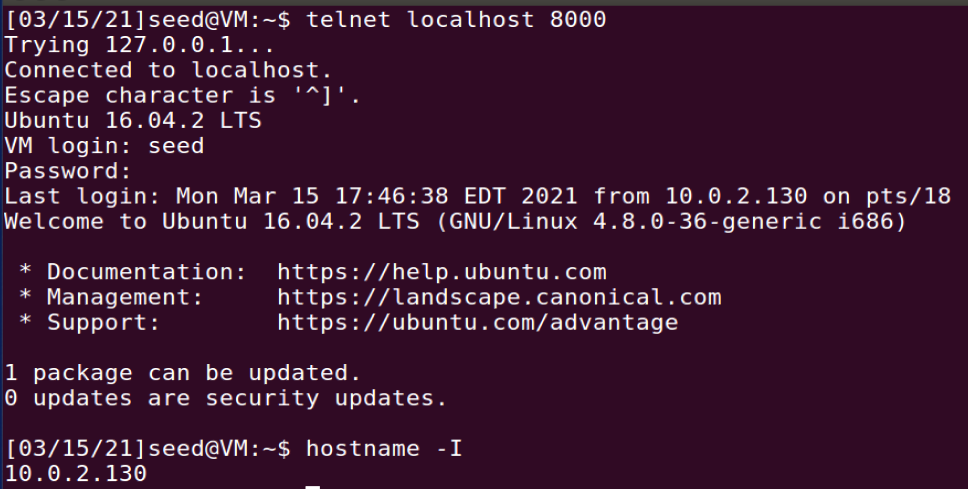 [03/15/21]seed@VM:~$ telnet localhost 8000
Trying 127.0.0.1...
Connected to localhost.
Escape character is '^]'.
Ubuntu 16.04.2 LTS
VM login: seed
Password:
Last login: Mon Mar 15 17:46:38 EDT 2021 from 10.0.2.130 on pts/18
Welcome to Ubuntu 16.04.2 LTS (GNU/Linux 4.8.0-36-generic i686)
 * Documentation:  https://help.ubuntu.com
 * Management:     https://landscape.canonical.com
 * Support:        https://ubuntu.com/advantage
1 package can be updated.
0 updates are security updates.
[03/15/21]seed@VM:~$ hostname -I
10.0.2.130